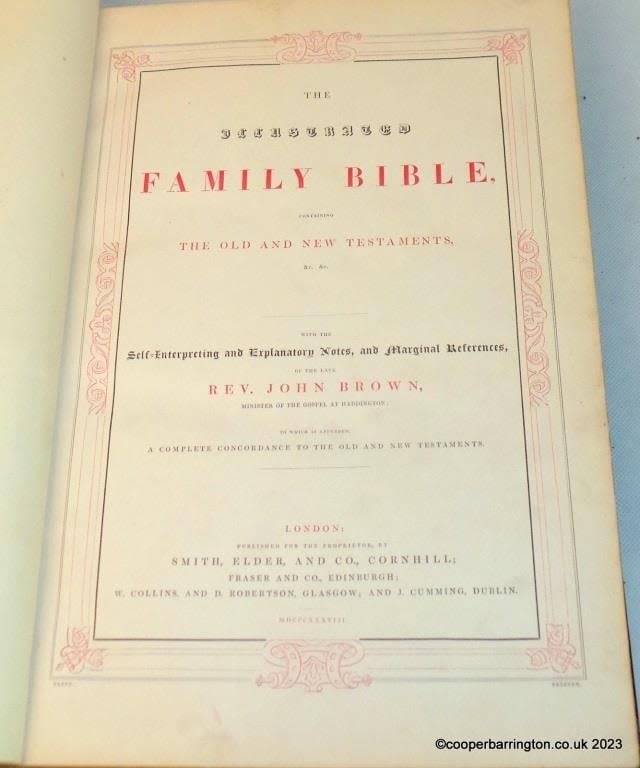 THE
ILLUSTRATED
FAMILY BIBLE,
CONTAINING
THE OLD AND NEW TESTAMENTS,
&c. &c.
WITH THE
Self-Interpreting and Explanatory Notes, and Marginal References,
OF THE LATE
REV. JOHN BROWN,
MINISTER OF THE GOSPEL AT HADDINGTON;
TO WHICH IS APPENDED,
A COMPLETE CONCORDANCE TO THE OLD AND NEW TESTAMENTS.
LONDON:
PUBLISHED FOR THE PROPRIETOR, BY
SMITH, ELDER, AND CO., CORNHILL;
FRASER AND CO., EDINBURGH;
W. COLLINS, AND D. ROBERTSON, GLASGOW; AND J. CUMMING, DUBLIN.
MDCCCXXXVIII.
©cooperbarrington.co.uk 2023